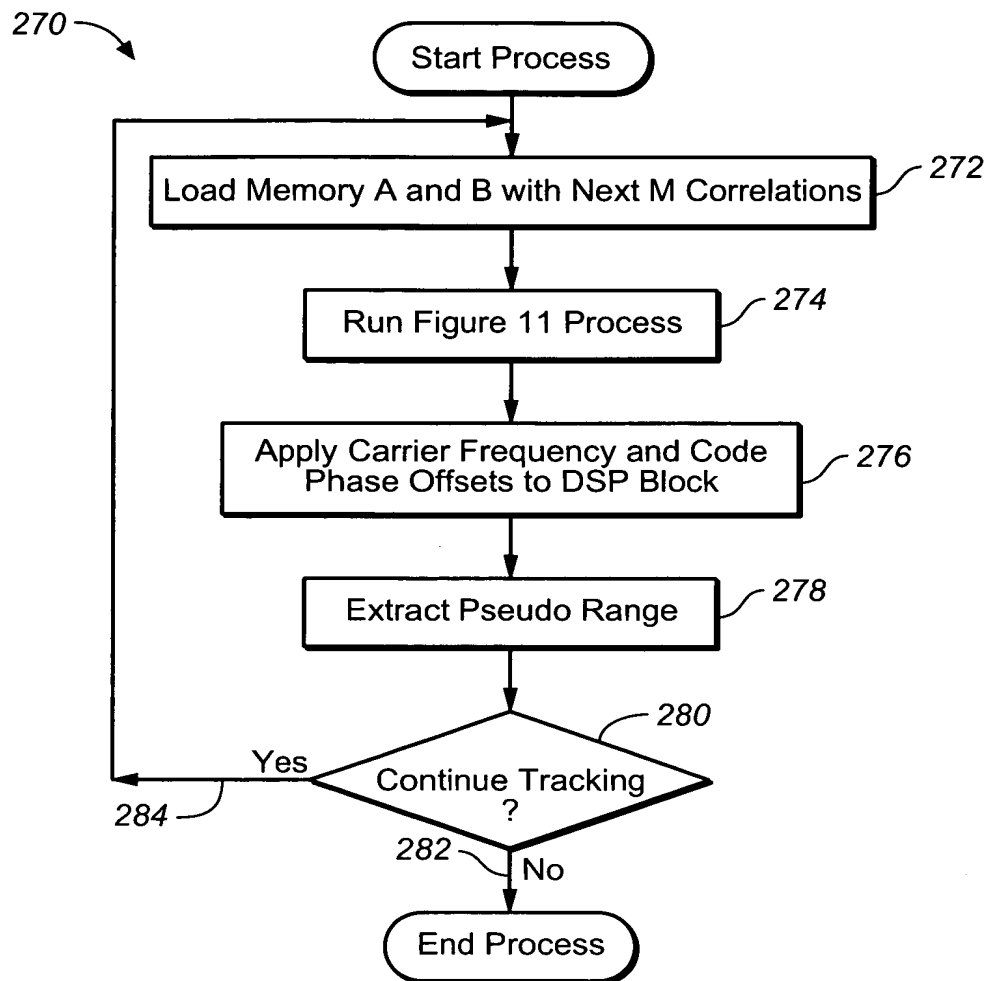 270
Start Process
Load Memory A and B with Next M Correlations
272
Run Figure 11 Process
274
Apply Carrier Frequency and Code
Phase Offsets to DSP Block
276
Extract Pseudo Range
278
280
Yes
Continue Tracking
?
284
282
No
End Process